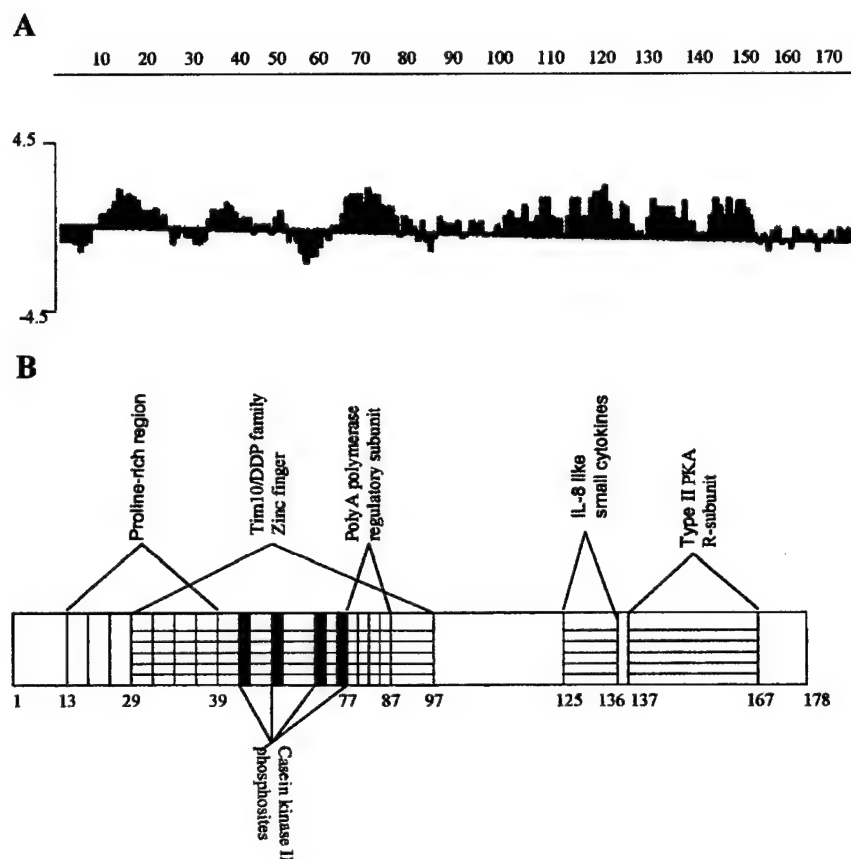 A
10 20 30 40 50 60 70 80 90 100 110 120 130 140 150 160 170
4.5
-4.5
B
Proline-rich region
Tim10/DDP family
Zinc finger
PolyA polymerase
regulatory subunit
IL-8 like
small cytokines
Type II PKA
R-subunit
1 13 29 39 77 87 97 125 136 137 167 178
Casein kinase II
phosphosites